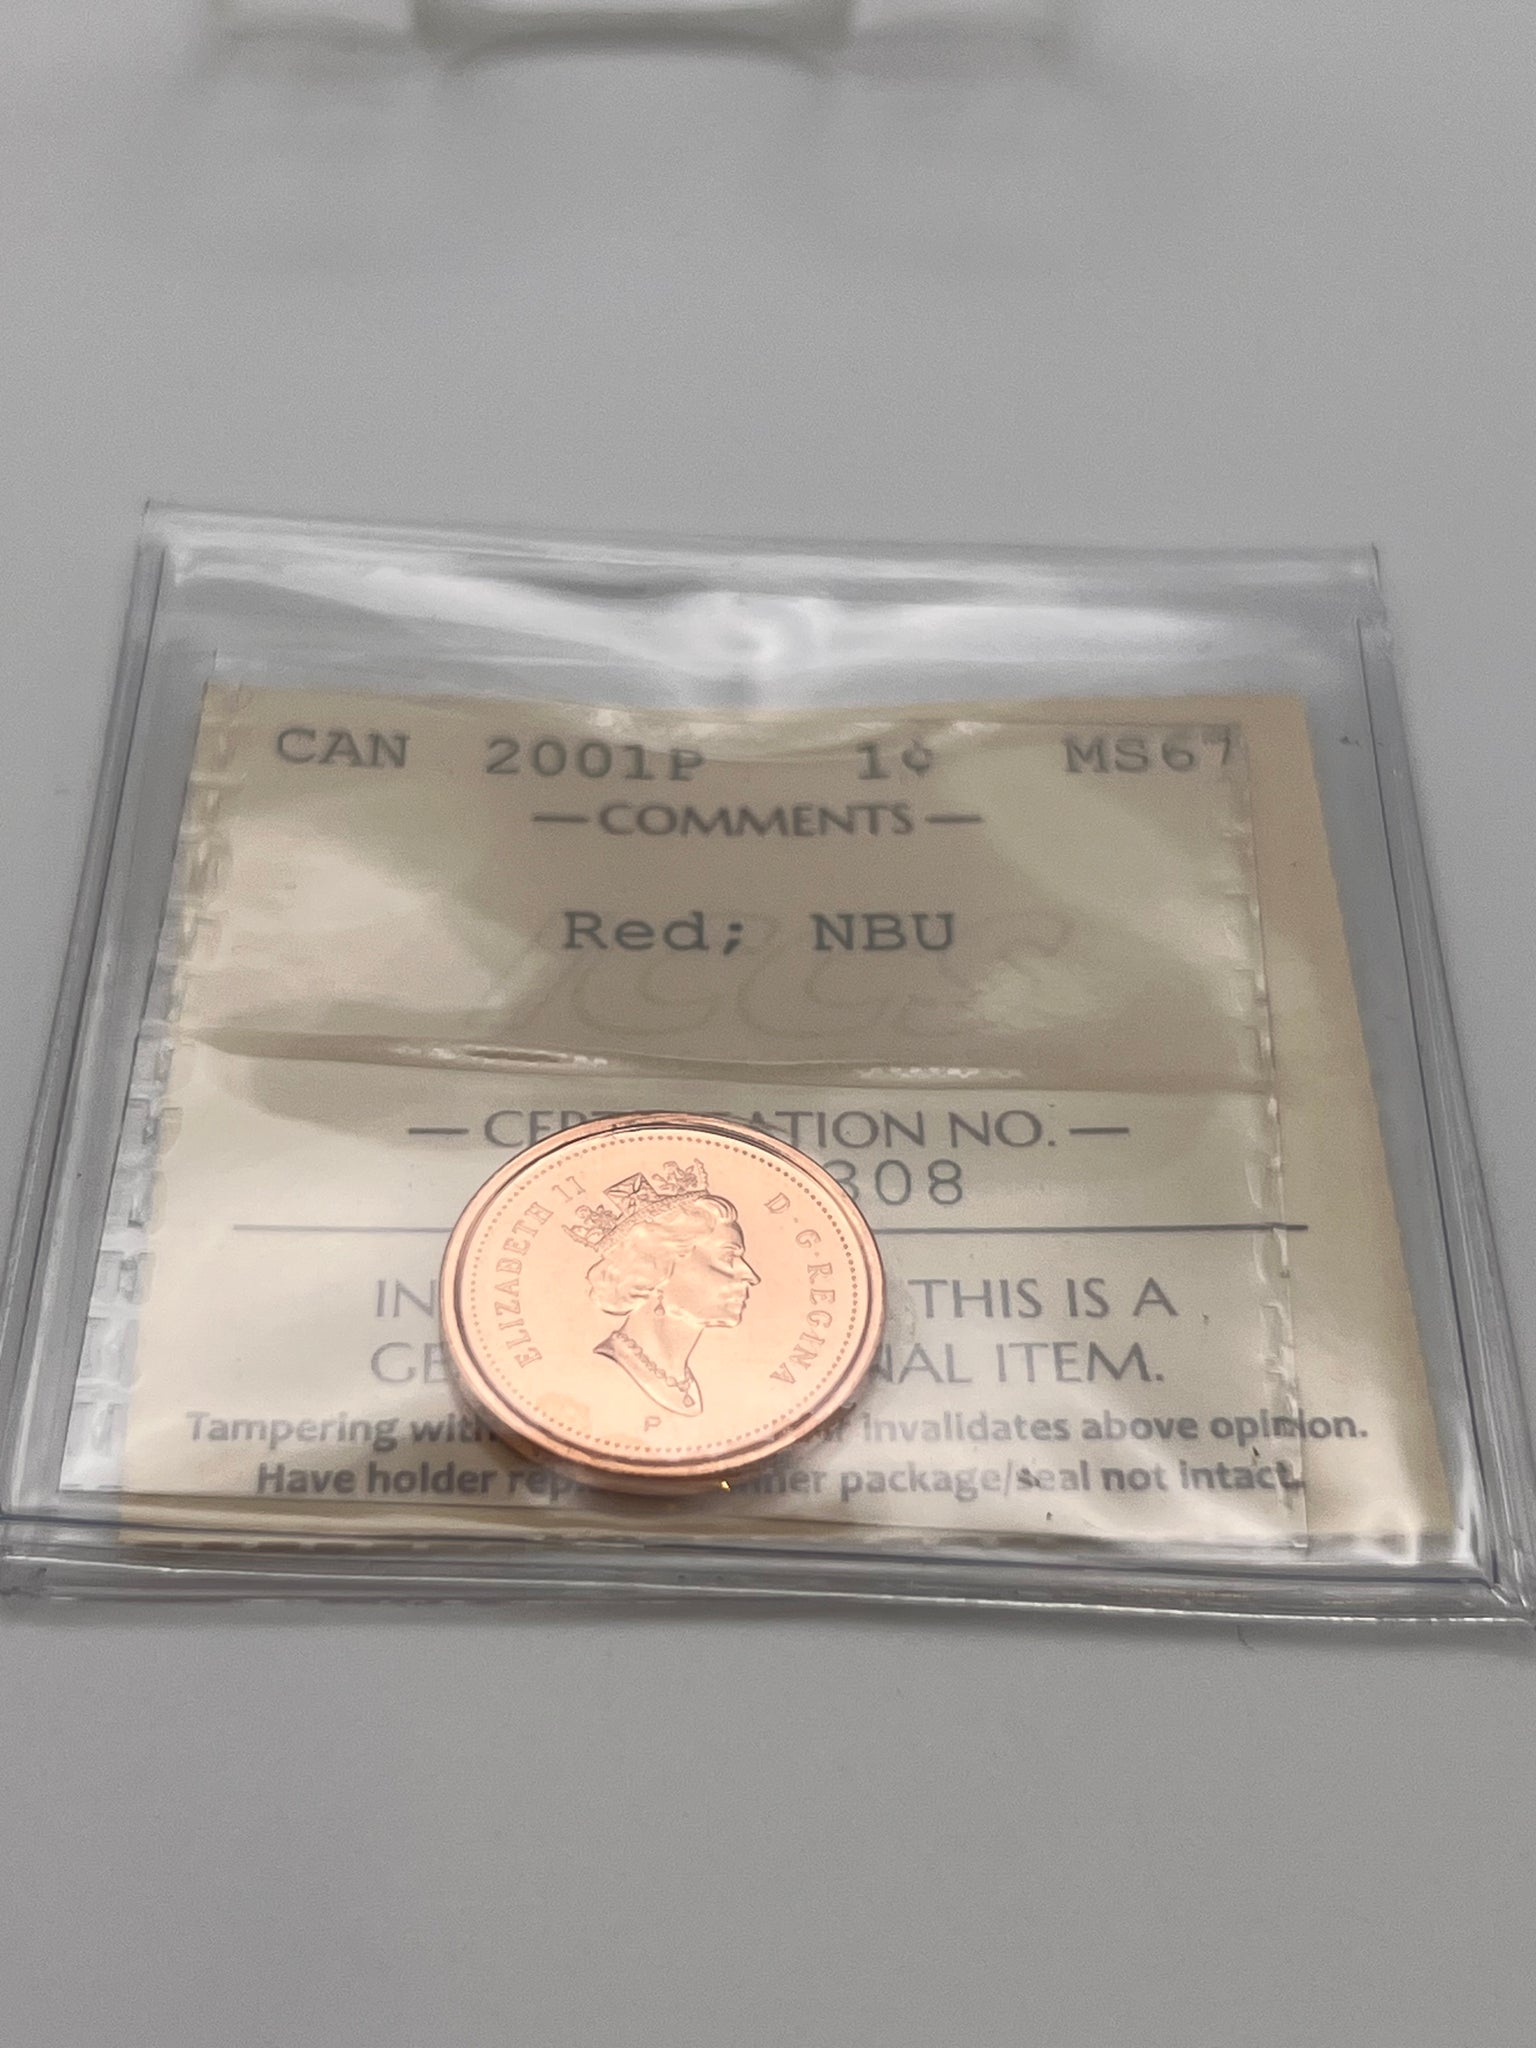 CAN 2001P 1¢ MS67
—COMMENTS—
Red; NBU
ICCS
— CERT ATION NO. —
308
ELIZABETH II D·G·REGINA
P
IN THIS IS A
GE NAL ITEM.
Tampering with invalidates above opinion.
Have holder package/seal not intact.